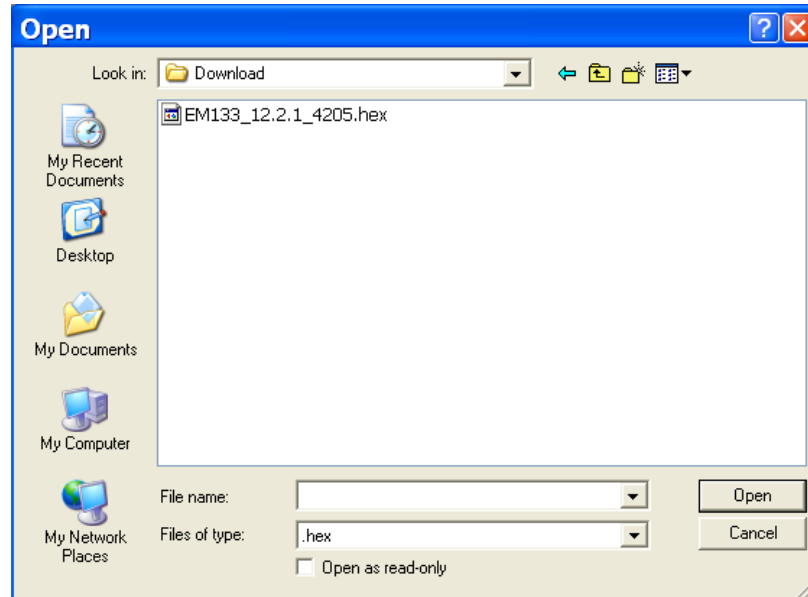 Open
Look in: Download
EM133_12.2.1_4205.hex
My Recent
Documents
Desktop
My Documents
My Computer
My Network
Places
File name:
Open
Files of type: .hex
Cancel
Open as read-only